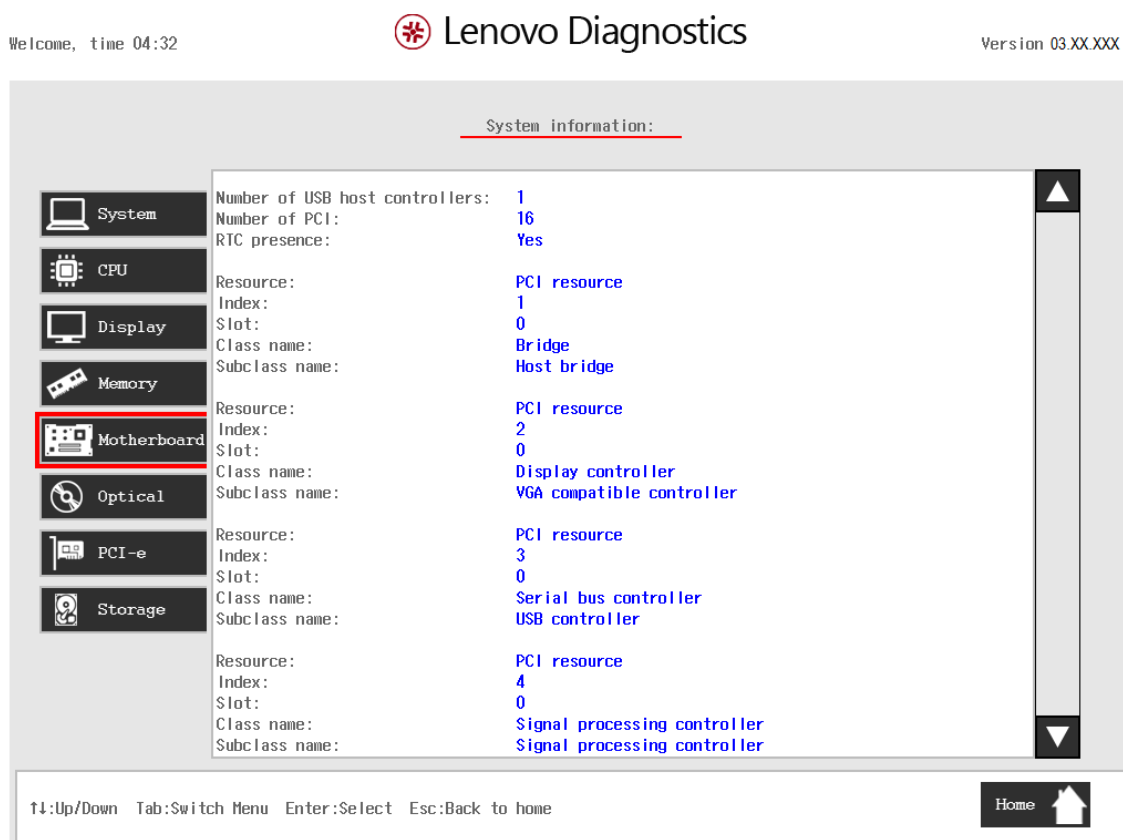 Welcome, time 04:32
Lenovo Diagnostics
Version 03.XX.XXX
System information:
System
CPU
Display
Memory
Motherboard
Optical
PCI-e
Storage
Number of USB host controllers: 1
Number of PCI: 16
RTC presence: Yes
Resource: PCI resource
Index: 1
Slot: 0
Class name: Bridge
Subclass name: Host bridge
Resource: PCI resource
Index: 2
Slot: 0
Class name: Display controller
Subclass name: VGA compatible controller
Resource: PCI resource
Index: 3
Slot: 0
Class name: Serial bus controller
Subclass name: USB controller
Resource: PCI resource
Index: 4
Slot: 0
Class name: Signal processing controller
Subclass name: Signal processing controller
↑↓:Up/Down Tab:Switch Menu Enter:Select Esc:Back to home
Home